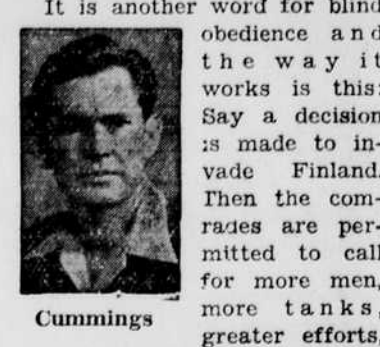 It is another word for blind
obedience and
the way it
works is this:
Say a decision
is made to in-
vade Finland.
Then the com-
rades are per-
mitted to call
for more men,
more tanks,
greater efforts,
Cummings